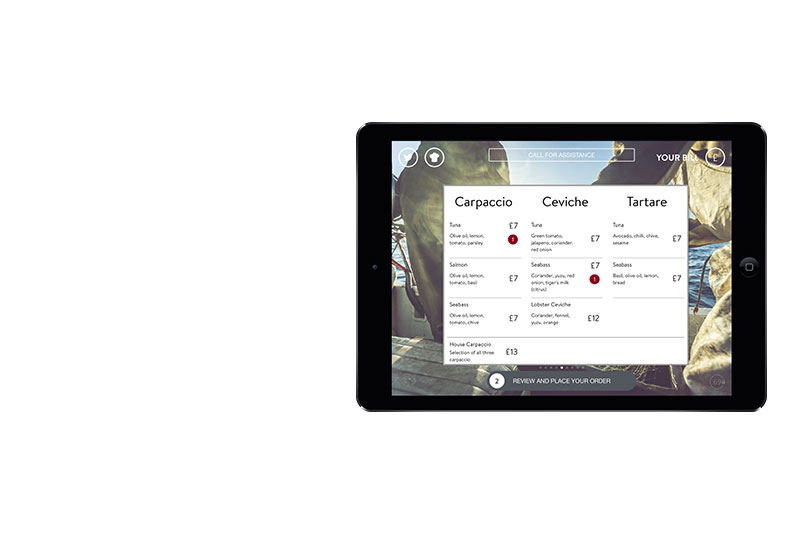 CALL FOR ASSISTANCE
YOUR BILL £
Carpaccio
Tuna £7
Olive oil, lemon,
tomato, parsley
1
Salmon
Olive oil, lemon,
tomato, basil
£7
Seabass
Olive oil, lemon,
tomato, chive
£7
House Carpaccio
Selection of all three
carpaccio
£13
Ceviche
Tuna
Green tomato,
jalapeno, coriander,
red onion
£7
Seabass £7
Coriander, yuzu, red
onion, tiger's milk
(citrus)
1
Lobster Ceviche
Coriander, fennel,
yuzu, orange
£12
Tartare
Tuna
Avocado, chilli, chive,
sesame
£7
Seabass
Basil, olive oil, lemon,
bread
£7
2 REVIEW AND PLACE YOUR ORDER